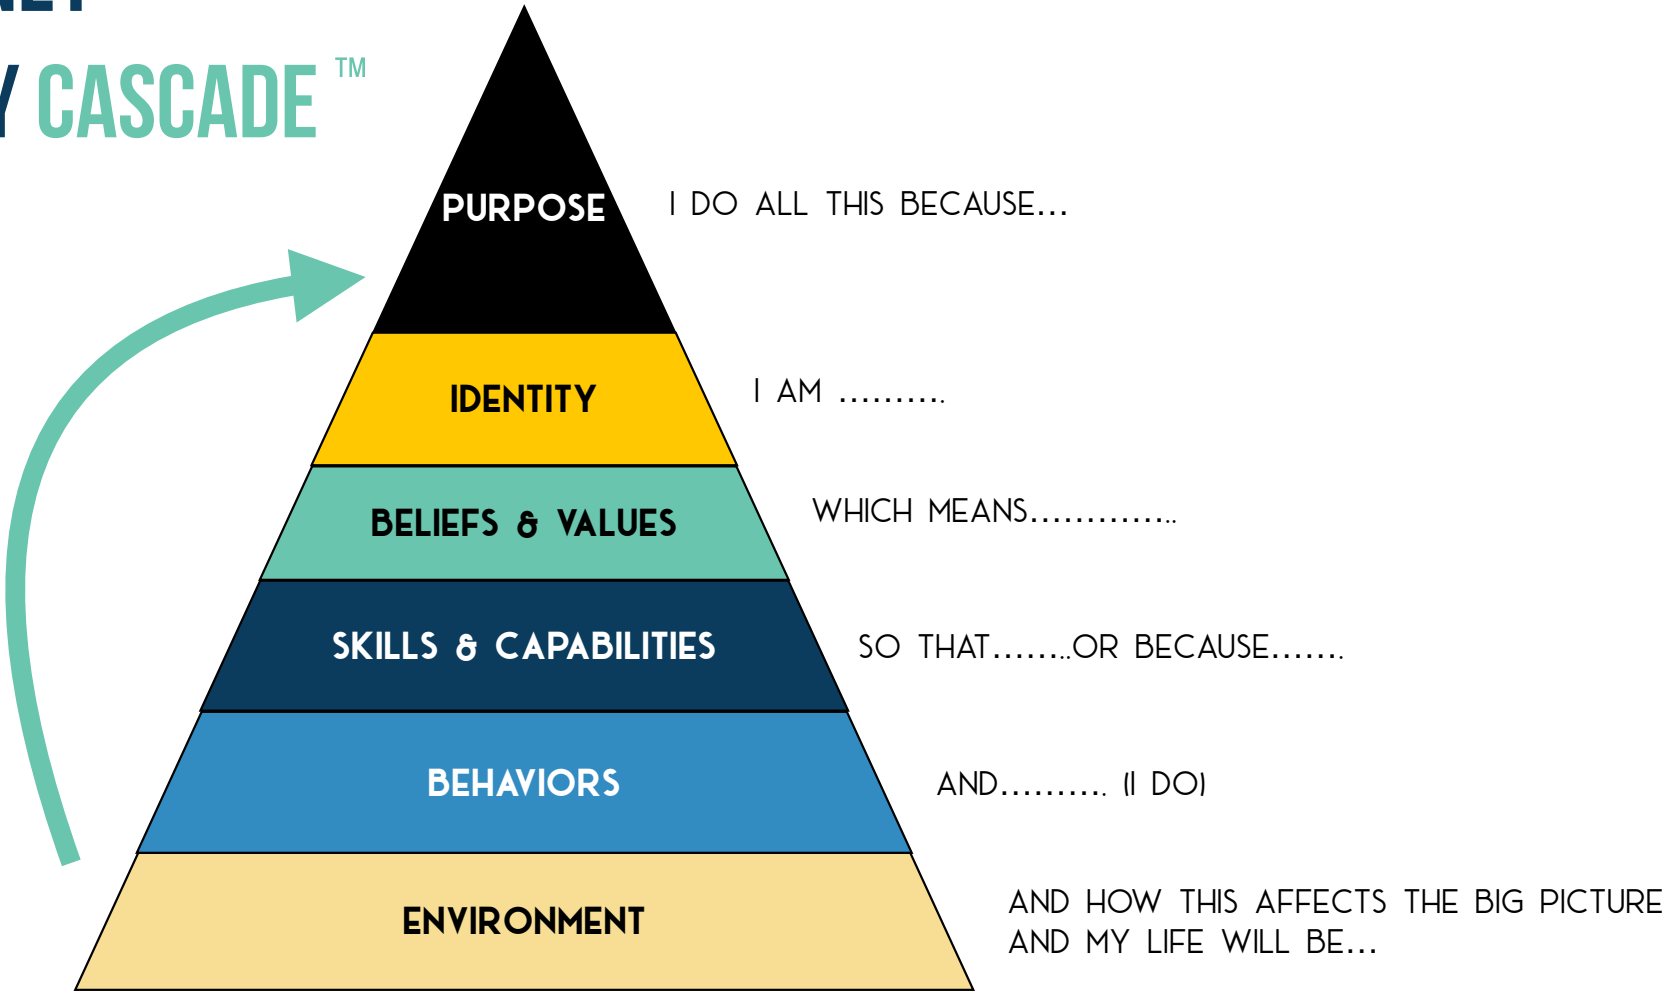 Y CASCADE ™
PURPOSE
I DO ALL THIS BECAUSE...
IDENTITY
I AM ..........
BELIEFS & VALUES
WHICH MEANS..............
SKILLS & CAPABILITIES
SO THAT........OR BECAUSE.......
BEHAVIORS
AND.......... (I DO)
ENVIRONMENT
AND HOW THIS AFFECTS THE BIG PICTURE
AND MY LIFE WILL BE...